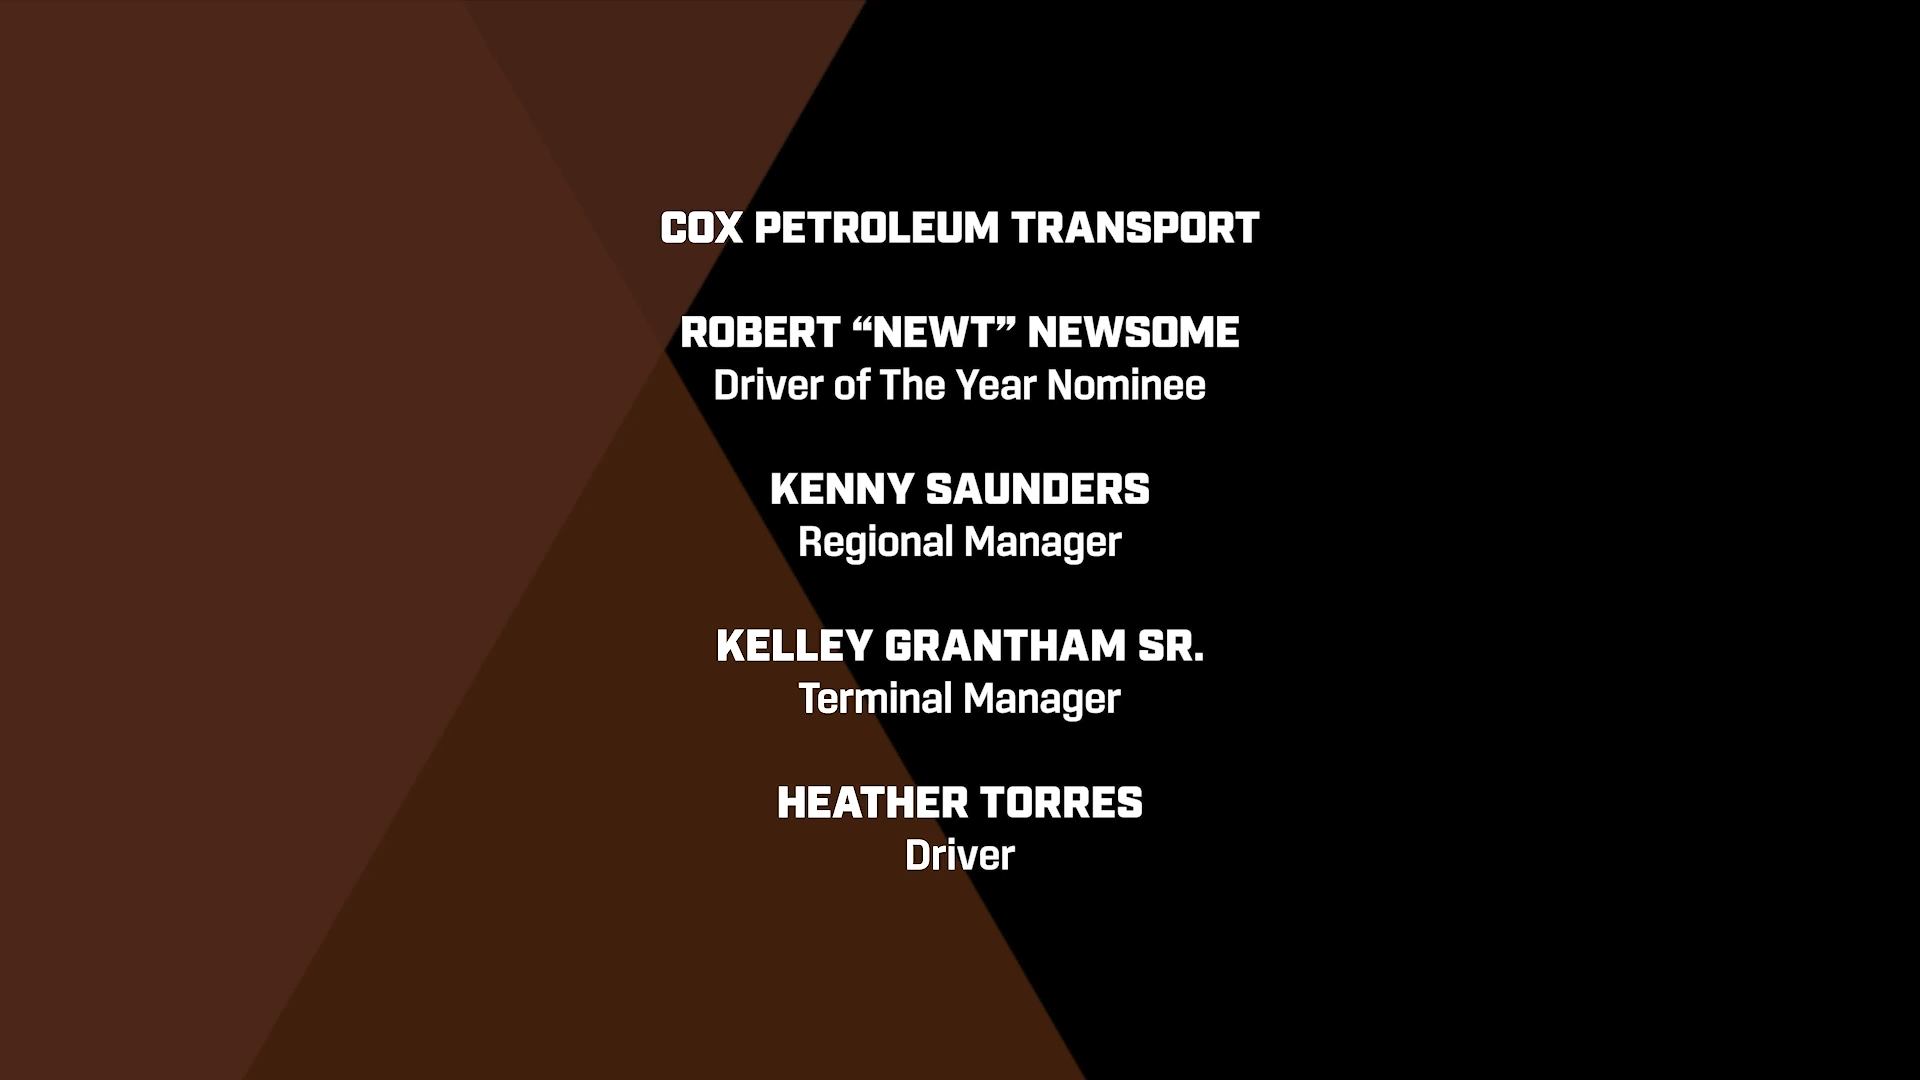 COX PETROLEUM TRANSPORT
ROBERT “NEWT” NEWSOME
Driver of The Year Nominee
KENNY SAUNDERS
Regional Manager
KELLEY GRANTHAM SR.
Terminal Manager
HEATHER TORRES
Driver